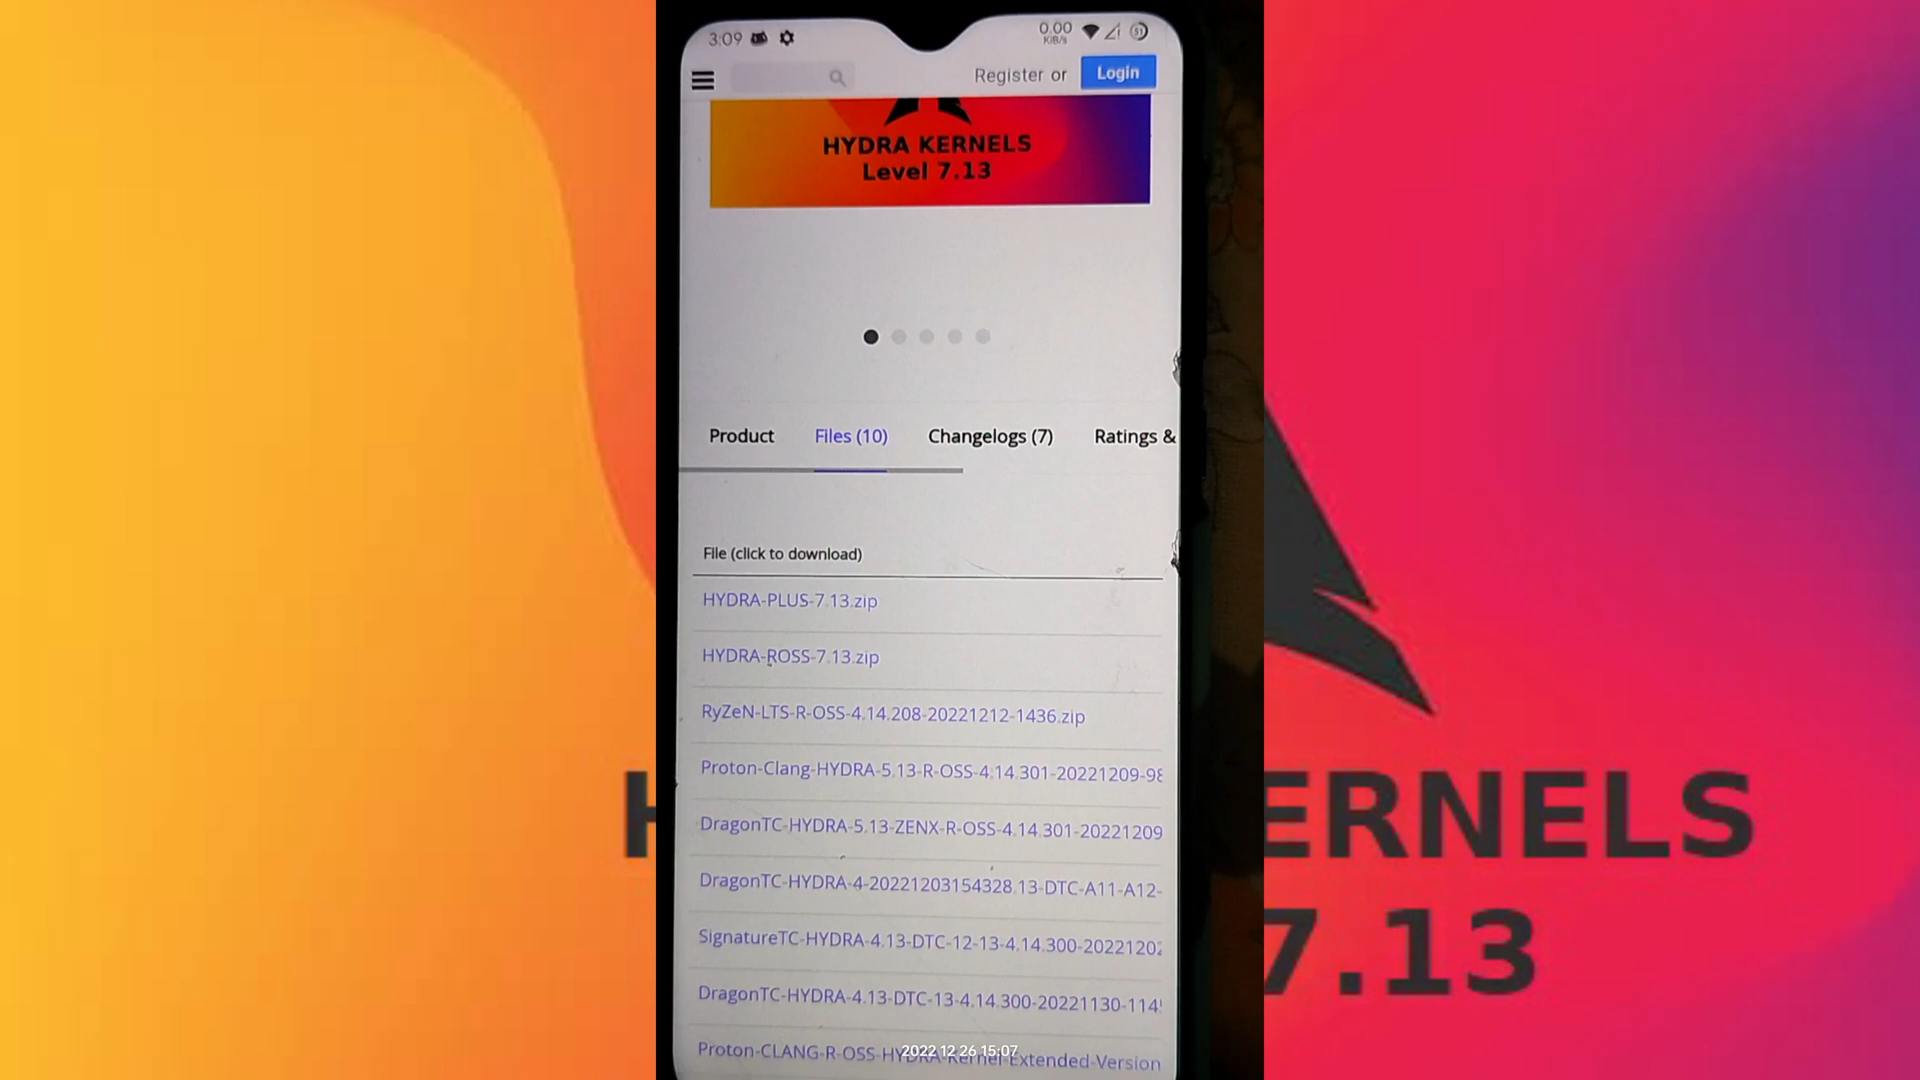 3:09
0.00
KiB/s
51
Register or
Login
HYDRA KERNELS
Level 7.13
Product
Files (10)
Changelogs (7)
Ratings &
File (click to download)
HYDRA-PLUS-7.13.zip
HYDRA-ROSS-7.13.zip
RyZeN-LTS-R-OSS-4.14.208-20221212-1436.zip
Proton-Clang-HYDRA-5.13-R-OSS-4.14.301-20221209-98
DragonTC-HYDRA-5.13-ZENX-R-OSS-4.14.301-20221209
DragonTC-HYDRA-4-20221203154328.13-DTC-A11-A12-
SignatureTC-HYDRA-4.13-DTC-12-13-4.14.300-2022120
DragonTC-HYDRA-4.13-DTC-13-4.14.300-20221130-114
Proton-CLANG-R-OSS-HYDRA-Kernel-Extended-Version
2022 12 26 15:07
H
ERNELS
7.13